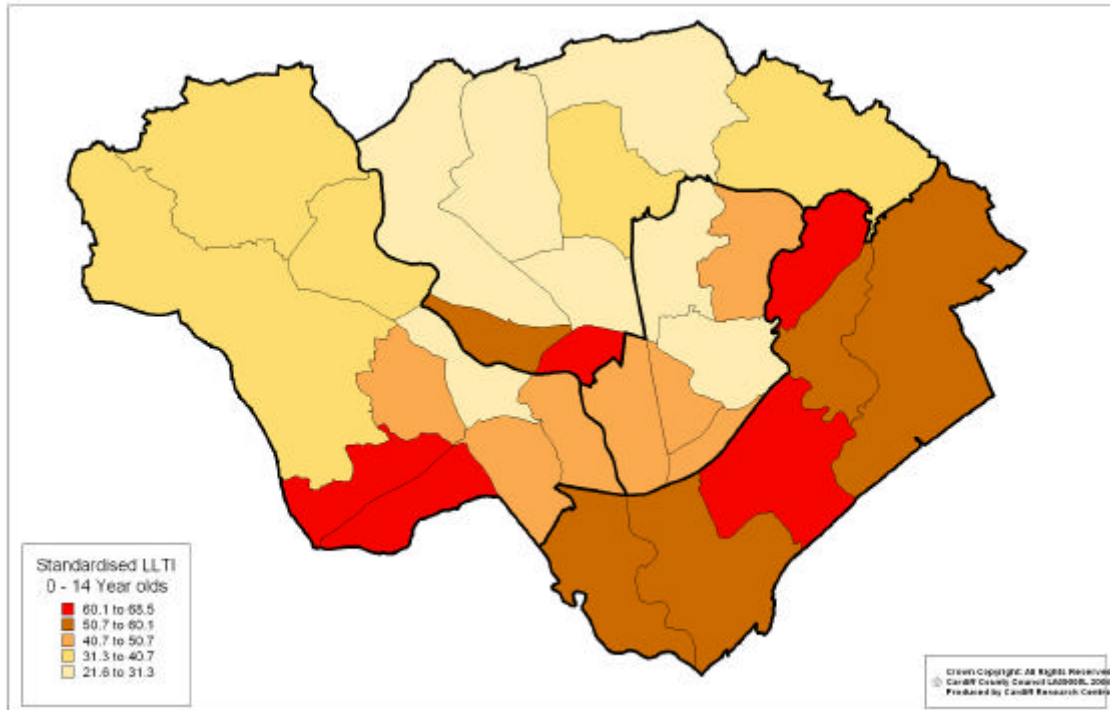 Standardised LLTI
0 - 14 Year olds
60.1 to 68.5
50.7 to 60.1
40.7 to 50.7
31.3 to 40.7
21.6 to 31.3
Crown Copyright. All Rights Reserved
© Cardiff County Council
Produced by Cardiff Research Centre